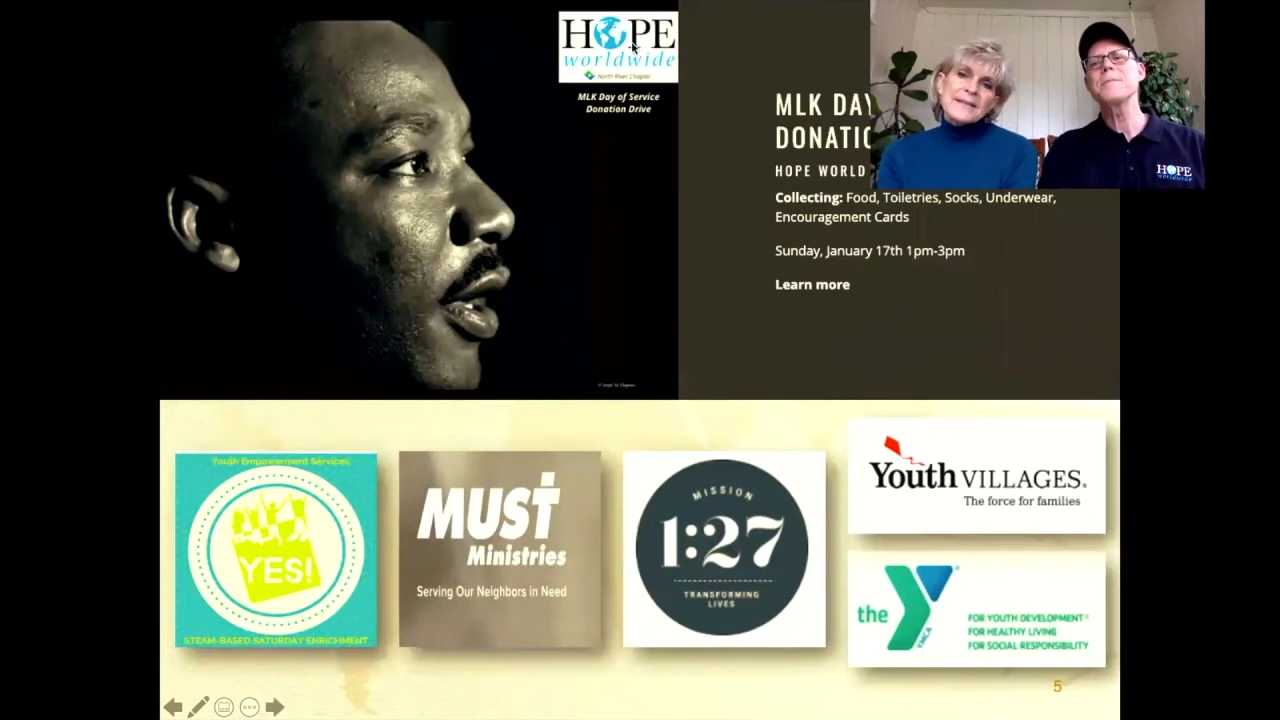 HOPE
worldwide
North River Chapter
MLK Day of Service
Donation Drive
MLK DAY
DONATIO
HOPE WORLD
Collecting: Food, Toiletries, Socks, Underwear,
Encouragement Cards
Sunday, January 17th 1pm-3pm
Learn more
HOPE
worldwide
Youth Empowerment Services
YES!
STEAM-BASED SATURDAY ENRICHMENT
MUST
Ministries
Serving Our Neighbors in Need
MISSION
1:27
TRANSFORMING
LIVES
Youth VILLAGES®
The force for families
the Y®
YMCA
FOR YOUTH DEVELOPMENT®
FOR HEALTHY LIVING
FOR SOCIAL RESPONSIBILITY
5